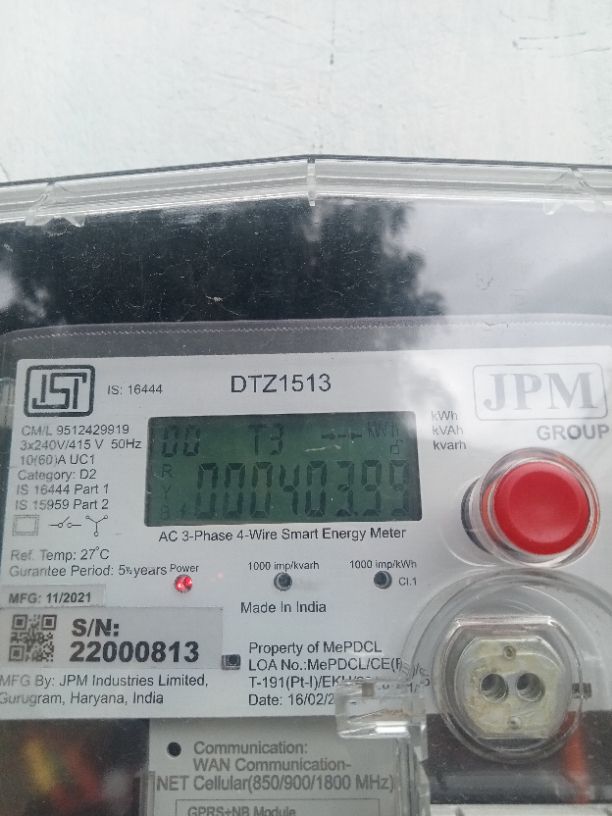 ISI
IS: 16444
DTZ1513
JPM
GROUP
CM/L 9512429919
3x240V/415 V 50Hz
10(60)A UC1
Category: D2
IS 16444 Part 1
IS 15959 Part 2
00 T3 kWh
R
Y
B 000403.99
kWh
kVAh
kvarh
AC 3-Phase 4-Wire Smart Energy Meter
Ref. Temp: 27°C
Gurantee Period: 5½ years
Power
1000 imp/kvarh
1000 imp/kWh
Cl.1
MFG: 11/2021
Made In India
S/N:
22000813
MFG By: JPM Industries Limited,
Gurugram, Haryana, India
Property of MePDCL
LOA No.:MePDCL/CE(
T-191(Pt-I)/
Date: 16/02/
Communication:
WAN Communication-
NET Cellular(850/900/1800 MHz)
GPRS+NB Module